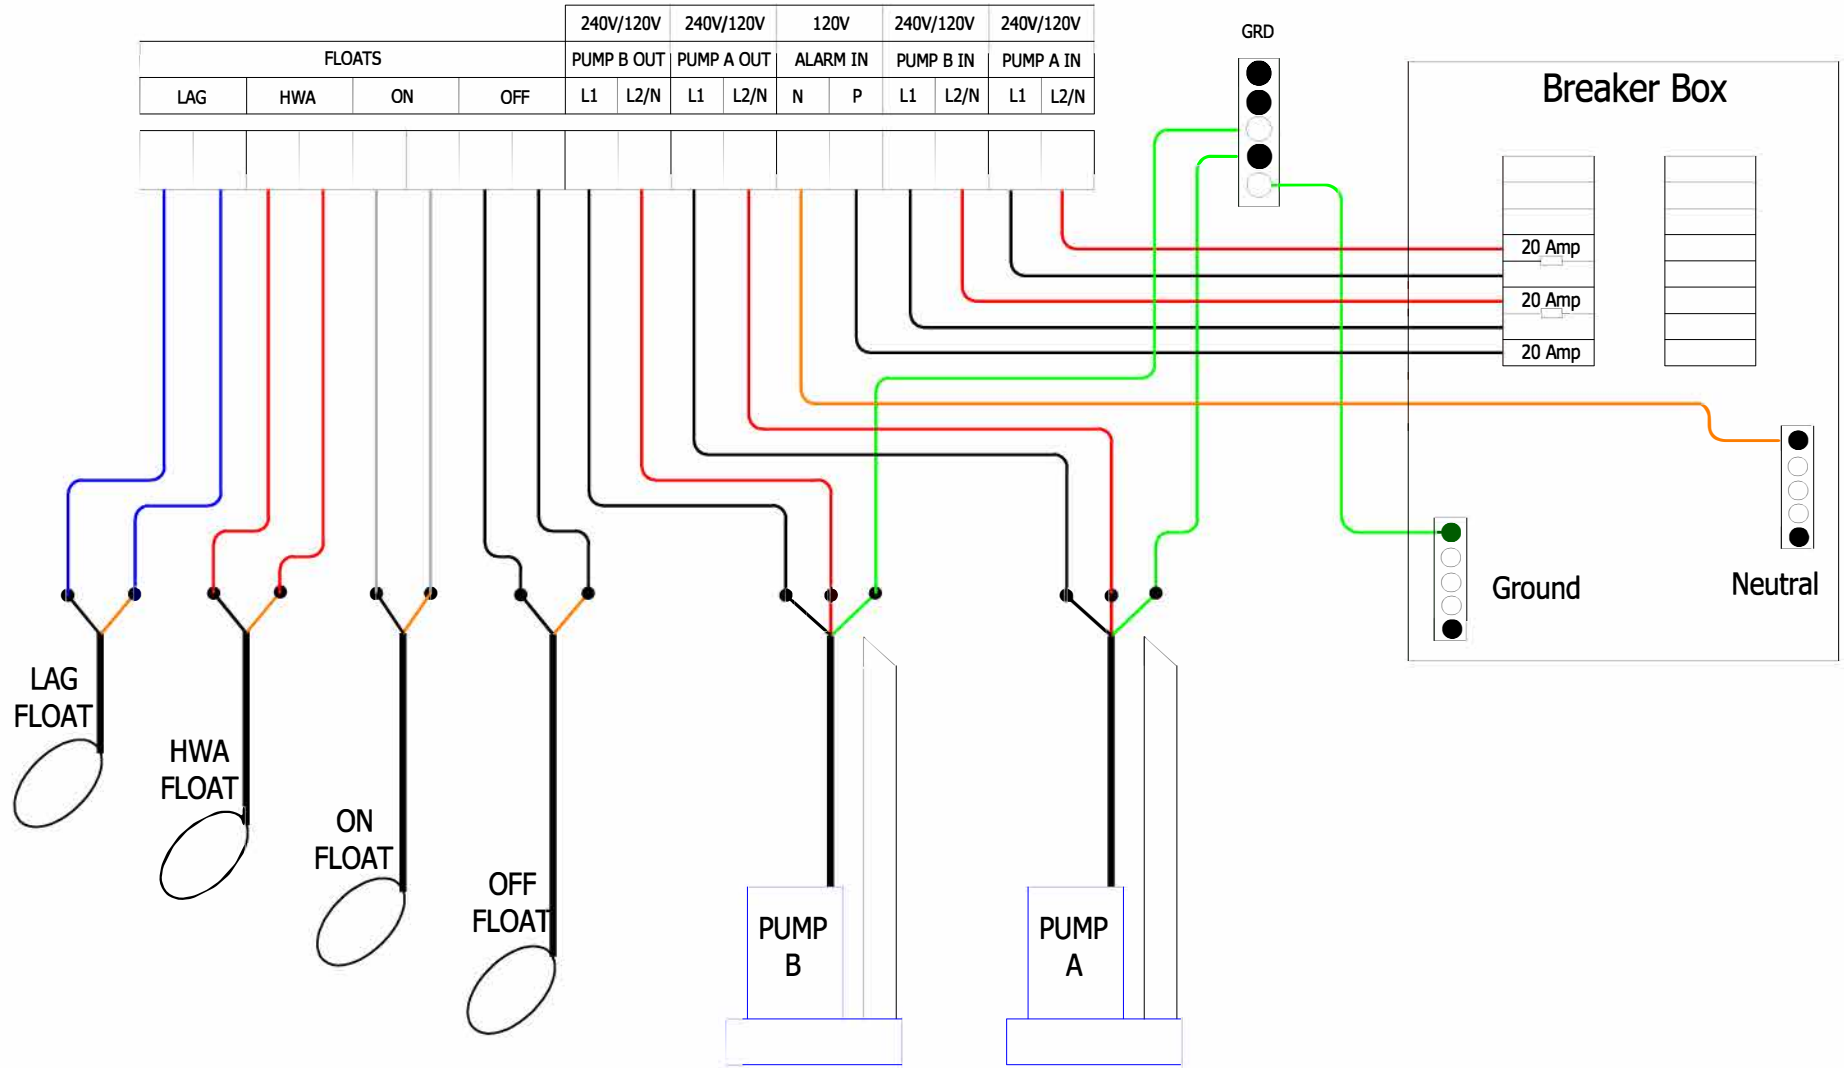 240V/120V 240V/120V 120V 240V/120V 240V/120V
FLOATS PUMP B OUT PUMP A OUT ALARM IN PUMP B IN PUMP A IN
LAG HWA ON OFF L1 L2/N L1 L2/N N P L1 L2/N L1 L2/N
GRD
Breaker Box
20 Amp
20 Amp
20 Amp
Ground
Neutral
LAG
FLOAT
HWA
FLOAT
ON
FLOAT
OFF
FLOAT
PUMP
B
PUMP
A